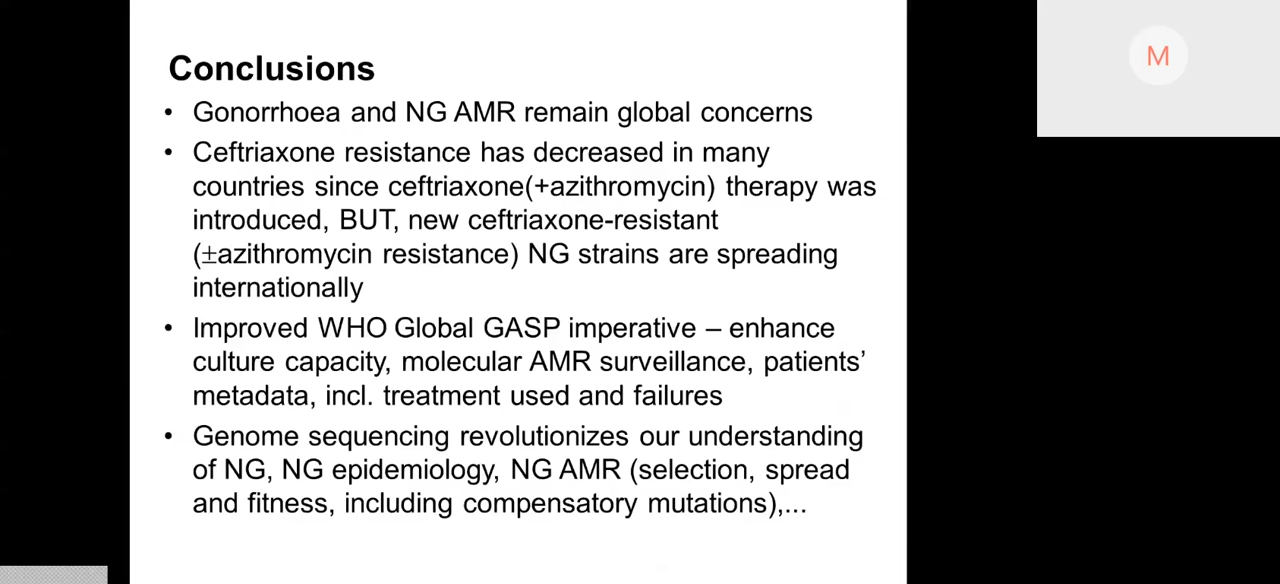 Conclusions
• Gonorrhoea and NG AMR remain global concerns
• Ceftriaxone resistance has decreased in many
countries since ceftriaxone(+azithromycin) therapy was
introduced, BUT, new ceftriaxone-resistant
(±azithromycin resistance) NG strains are spreading
internationally
• Improved WHO Global GASP imperative – enhance
culture capacity, molecular AMR surveillance, patients’
metadata, incl. treatment used and failures
• Genome sequencing revolutionizes our understanding
of NG, NG epidemiology, NG AMR (selection, spread
and fitness, including compensatory mutations),...
M